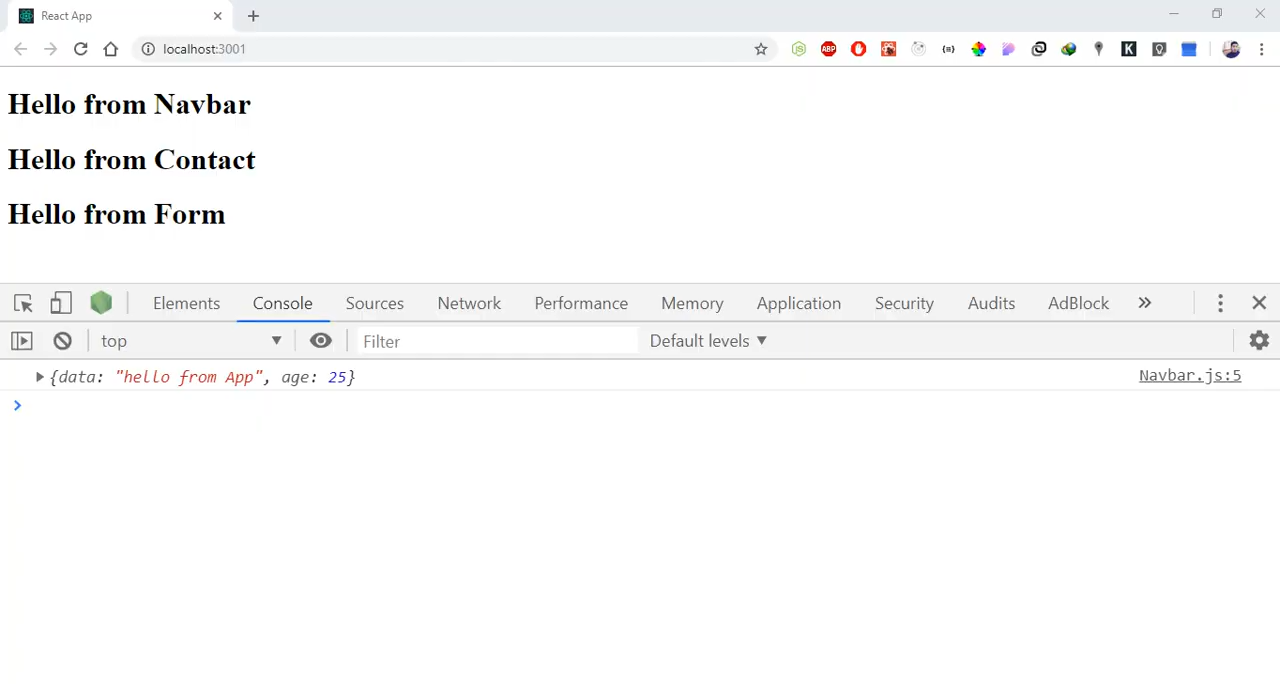 React App
localhost:3001
ABP
K
Hello from Navbar
Hello from Contact
Hello from Form
Elements Console Sources Network Performance Memory Application Security Audits AdBlock »
top Filter Default levels ▼
{data: "hello from App", age: 25} Navbar.js:5
>